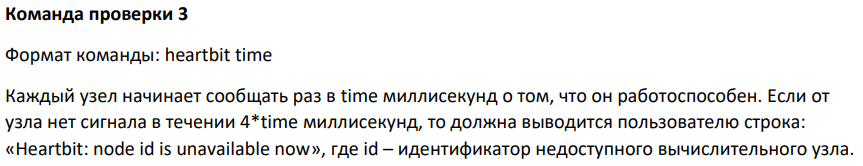 Команда проверки 3
Формат команды: heartbit time
Каждый узел начинает сообщать раз в time миллисекунд о том, что он работоспособен. Если от
узла нет сигнала в течении 4*time миллисекунд, то должна выводится пользователю строка:
«Heartbit: node id is unavailable now», где id – идентификатор недоступного вычислительного узла.